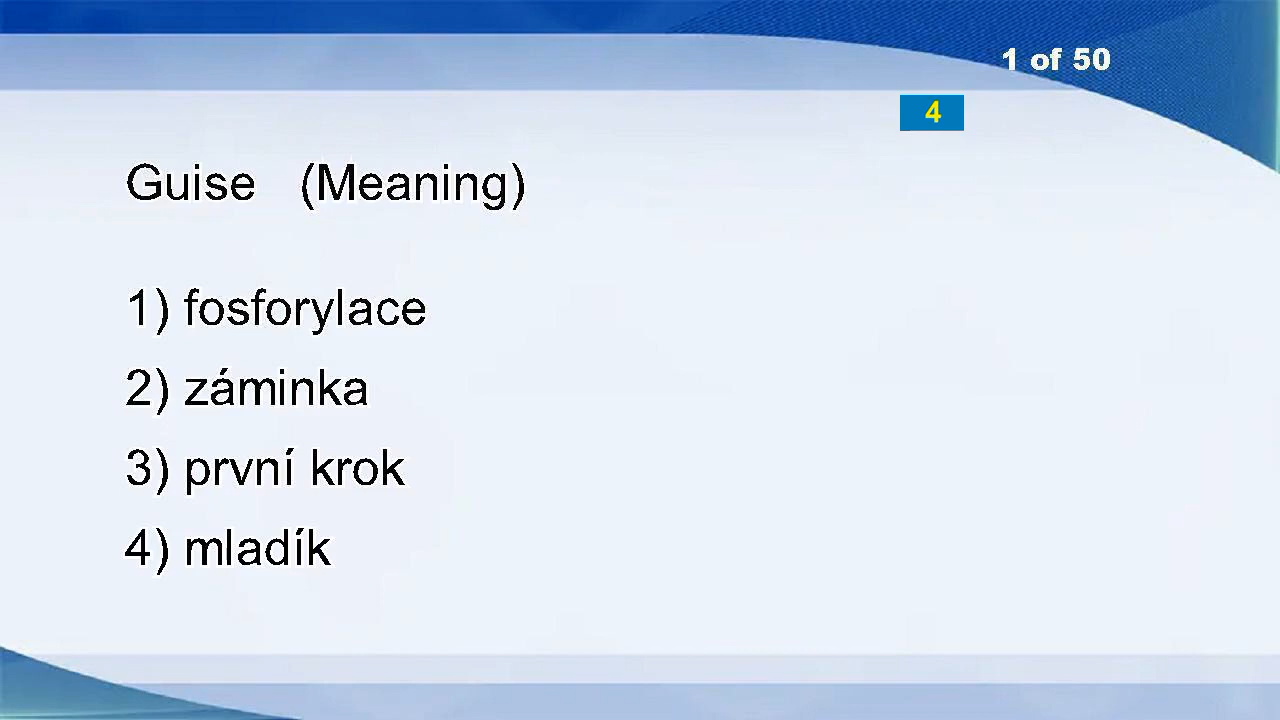 1 of 50
4
Guise (Meaning)
1) fosforylace
2) záminka
3) první krok
4) mladík